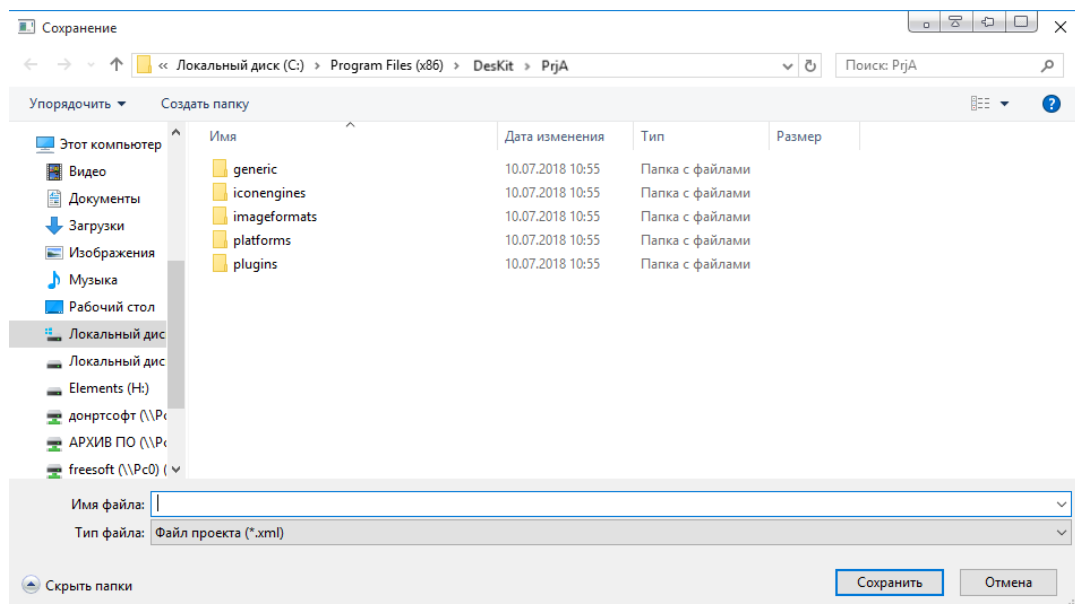 Сохранение
« Локальный диск (C:) › Program Files (x86) › DesKit › PrjA
Поиск: PrjA
Упорядочить
Создать папку
Имя
Дата изменения
Тип
Размер
Этот компьютер
Видео
Документы
Загрузки
Изображения
Музыка
Рабочий стол
Локальный дис
Локальный дис
Elements (H:)
донртсофт (\\Pc
АРХИВ ПО (\\Pc
freesoft (\\Pc0) (
generic 10.07.2018 10:55 Папка с файлами
iconengines 10.07.2018 10:55 Папка с файлами
imageformats 10.07.2018 10:55 Папка с файлами
platforms 10.07.2018 10:55 Папка с файлами
plugins 10.07.2018 10:55 Папка с файлами
Имя файла:
Тип файла: Файл проекта (*.xml)
Скрыть папки
Сохранить
Отмена